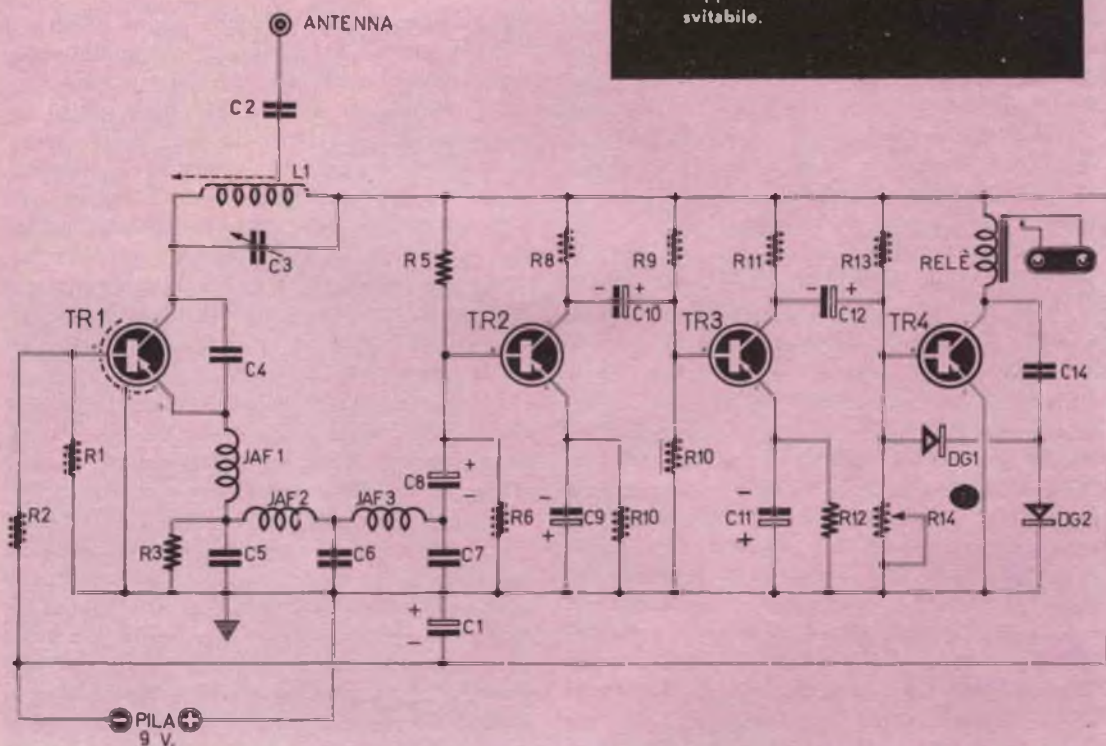 svitabile.
ANTENNA
C2
L1
C3
R5
R8
R9
R11
R13
RELÈ
- +
C10
- +
C12
TR1
TR2
TR3
TR4
C4
C14
R1
JAF1
R10
DG1
R2
C8
+
-
JAF2
JAF3
R6
-
C9
+
R10
-
C11
+
R12
R14
DG2
R3
C5
C6
C7
+
-
C1
- PILA +
9 V.